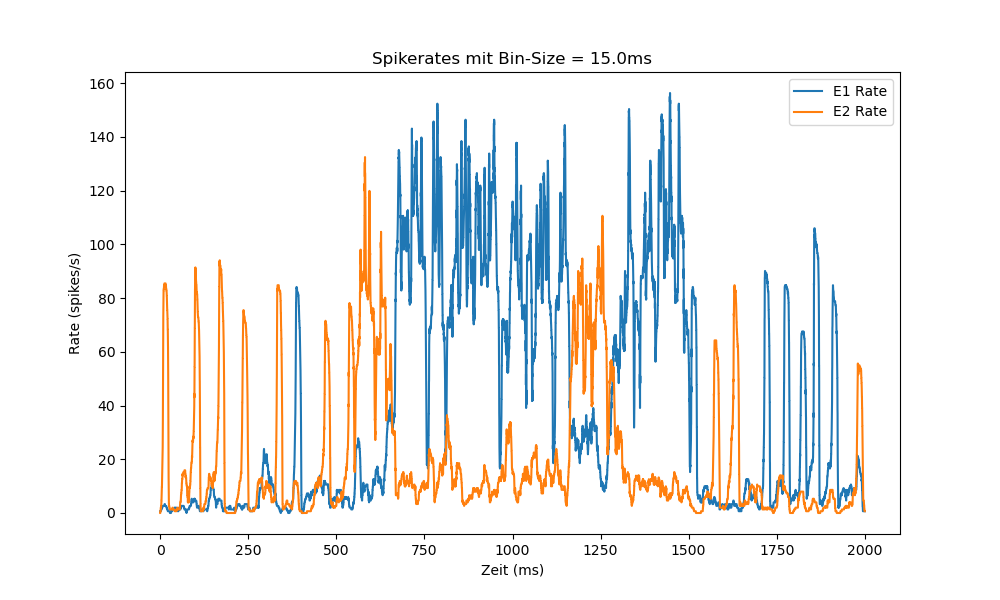 Spikerates mit Bin-Size = 15.0ms
E1 Rate
E2 Rate
160
140
120
100
80
60
40
20
0
Rate (spikes/s)
0 250 500 750 1000 1250 1500 1750 2000
Zeit (ms)